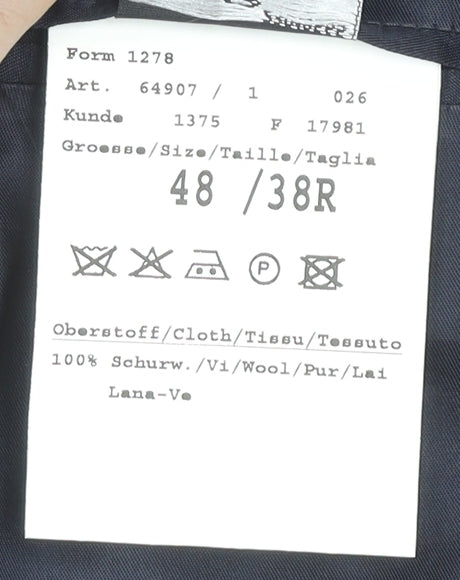 Form 1278
Art. 64907 / 1 026
Kunde 1375 F 17981
Groesse/Size/Taille/Taglia
48 /38R
P
Oberstoff/Cloth/Tissu/Tessuto
100% Schurw./Vi/Wool/Pur/Lai
Lana-Ve